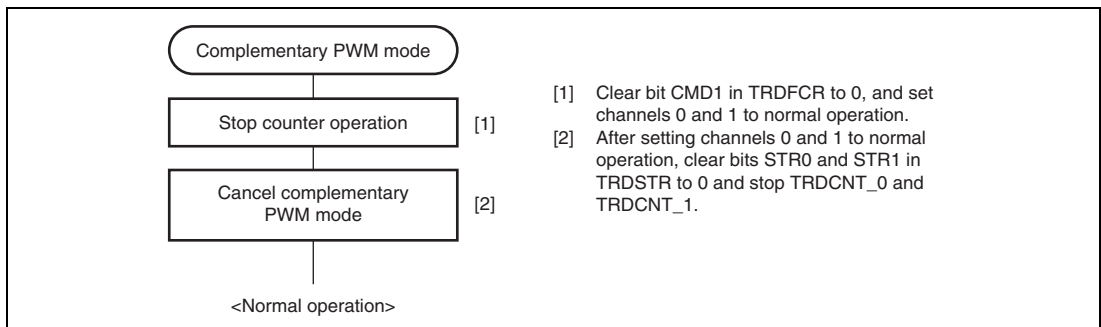 Complementary PWM mode
Stop counter operation [1]
Cancel complementary
PWM mode [2]
<Normal operation>
[1] Clear bit CMD1 in TRDFCR to 0, and set
channels 0 and 1 to normal operation.
[2] After setting channels 0 and 1 to normal
operation, clear bits STR0 and STR1 in
TRDSTR to 0 and stop TRDCNT_0 and
TRDCNT_1.